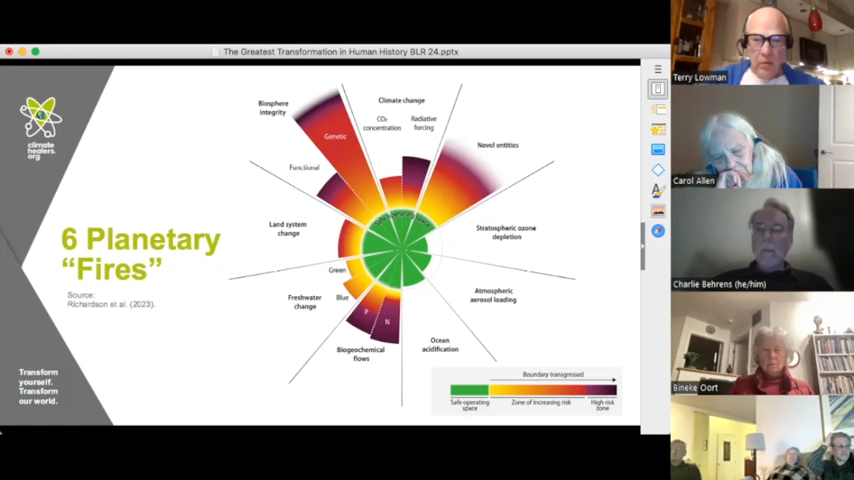 The Greatest Transformation in Human History BLR 24.pptx
climate
healers.
org
6 Planetary
"Fires"
Source:
Richardson et al. (2023).
Transform
yourself.
Transform
our world.
Biosphere
integrity
Genetic
Functional
Climate change
CO₂
concentration
Radiative
forcing
Novel entities
Safe operating space
Land system
change
Stratospheric ozone
depletion
Green
Blue
Freshwater
change
Atmospheric
aerosol loading
P
N
Biogeochemical
flows
Ocean
acidification
Boundary transgressed
Safe operating
space
Zone of increasing risk
High risk
zone
Terry Lowman
Carol Allen
Charlie Behrens (he/him)
Bineke Oort